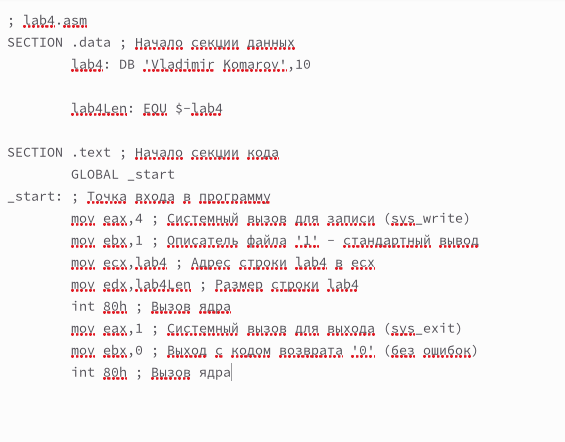 ; lab4.asm
SECTION .data ; Начало секции данных
lab4: DB 'Vladimir Komarov',10
lab4Len: EQU $-lab4
SECTION .text ; Начало секции кода
GLOBAL _start
_start: ; Точка входа в программу
mov eax,4 ; Системный вызов для записи (sys_write)
mov ebx,1 ; Описатель файла '1' - стандартный вывод
mov ecx,lab4 ; Адрес строки lab4 в ecx
mov edx,lab4Len ; Размер строки lab4
int 80h ; Вызов ядра
mov eax,1 ; Системный вызов для выхода (sys_exit)
mov ebx,0 ; Выход с кодом возврата '0' (без ошибок)
int 80h ; Вызов ядра